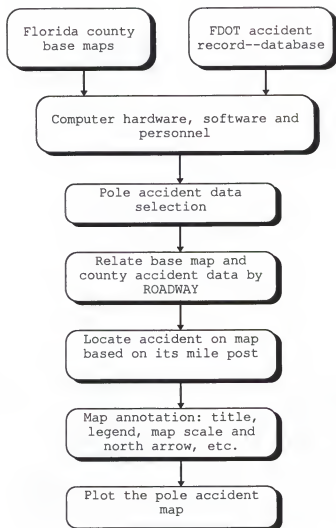 Florida county
base maps
FDOT accident
record--database
Computer hardware, software and
personnel
Pole accident data
selection
Relate base map and
county accident data by
ROADWAY
Locate accident on map
based on its mile post
Map annotation: title,
legend, map scale and
north arrow, etc.
Plot the pole accident
map